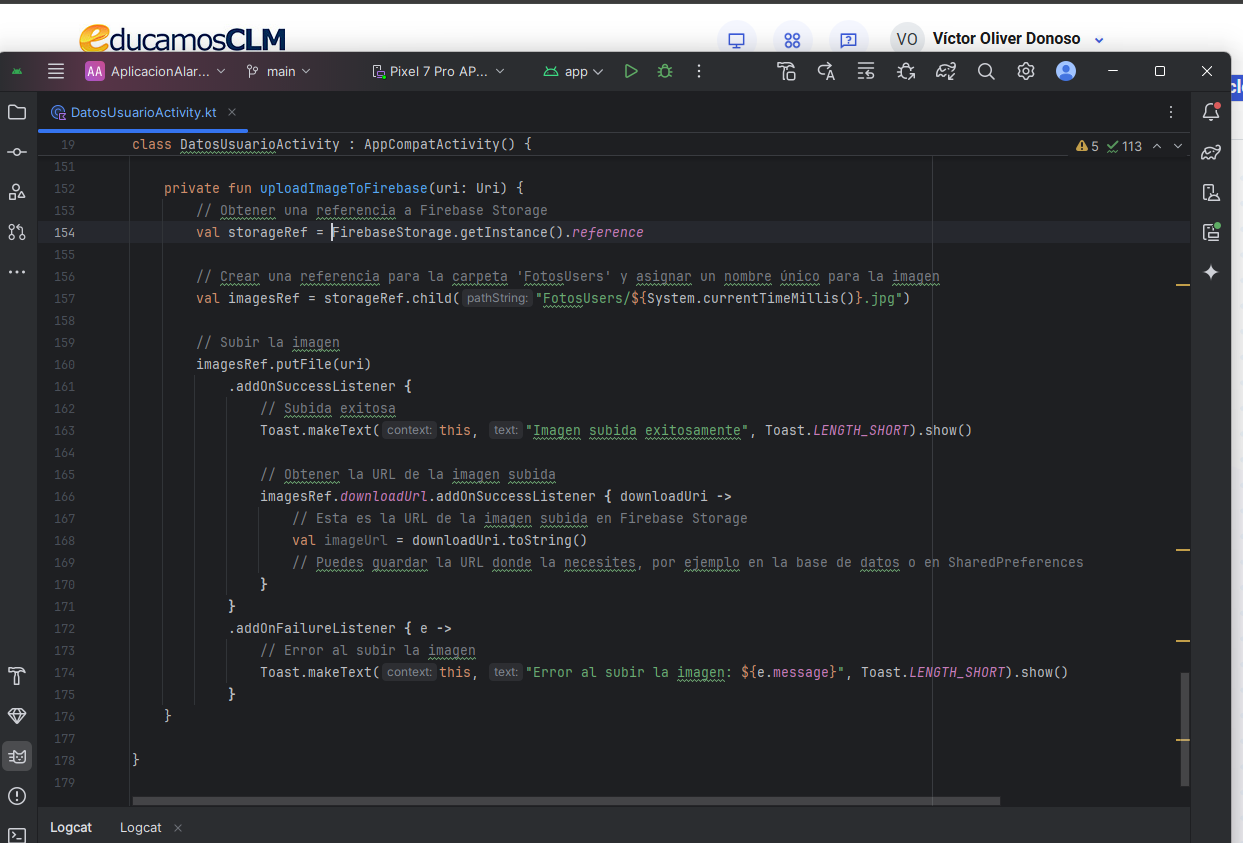 educamosCLM
VO Víctor Oliver Donoso
AA AplicacionAlar... main Pixel 7 Pro AP... app
DatosUsuarioActivity.kt
19 class DatosUsuarioActivity : AppCompatActivity() { 5 113
151
152 private fun uploadImageToFirebase(uri: Uri) {
153 // Obtener una referencia a Firebase Storage
154 val storageRef = FirebaseStorage.getInstance().reference
155
156 // Crear una referencia para la carpeta 'FotosUsers' y asignar un nombre único para la imagen
157 val imagesRef = storageRef.child( pathString: "FotosUsers/${System.currentTimeMillis()}.jpg")
158
159 // Subir la imagen
160 imagesRef.putFile(uri)
161 .addOnSuccessListener {
162 // Subida exitosa
163 Toast.makeText( context: this, text: "Imagen subida exitosamente", Toast.LENGTH_SHORT).show()
164
165 // Obtener la URL de la imagen subida
166 imagesRef.downloadUrl.addOnSuccessListener { downloadUri ->
167 // Esta es la URL de la imagen subida en Firebase Storage
168 val imageUrl = downloadUri.toString()
169 // Puedes guardar la URL donde la necesites, por ejemplo en la base de datos o en SharedPreferences
170 }
171 }
172 .addOnFailureListener { e ->
173 // Error al subir la imagen
174 Toast.makeText( context: this, text: "Error al subir la imagen: ${e.message}", Toast.LENGTH_SHORT).show()
175 }
176 }
177
178 }
179
Logcat Logcat